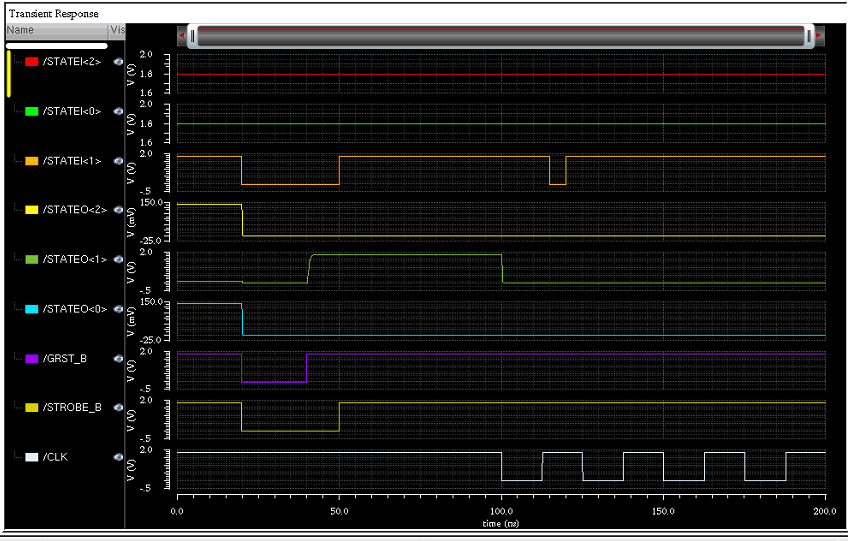 Transient Response
Name Vis
/STATEI<2>
V (V)
2.0
1.8
1.6
/STATEI<0>
V (V)
2.0
1.8
1.6
/STATEI<1>
V (V)
2.0
-.5
/STATEO<2>
V (mV)
150.0
-25.0
/STATEO<1>
V (V)
2.0
-.5
/STATEO<0>
V (mV)
150.0
-25.0
/GRST_B
V (V)
2.0
-.5
/STROBE_B
V (V)
2.0
-.5
/CLK
V (V)
2.0
-.5
0.0 50.0 100.0 150.0 200.0
time (ns)